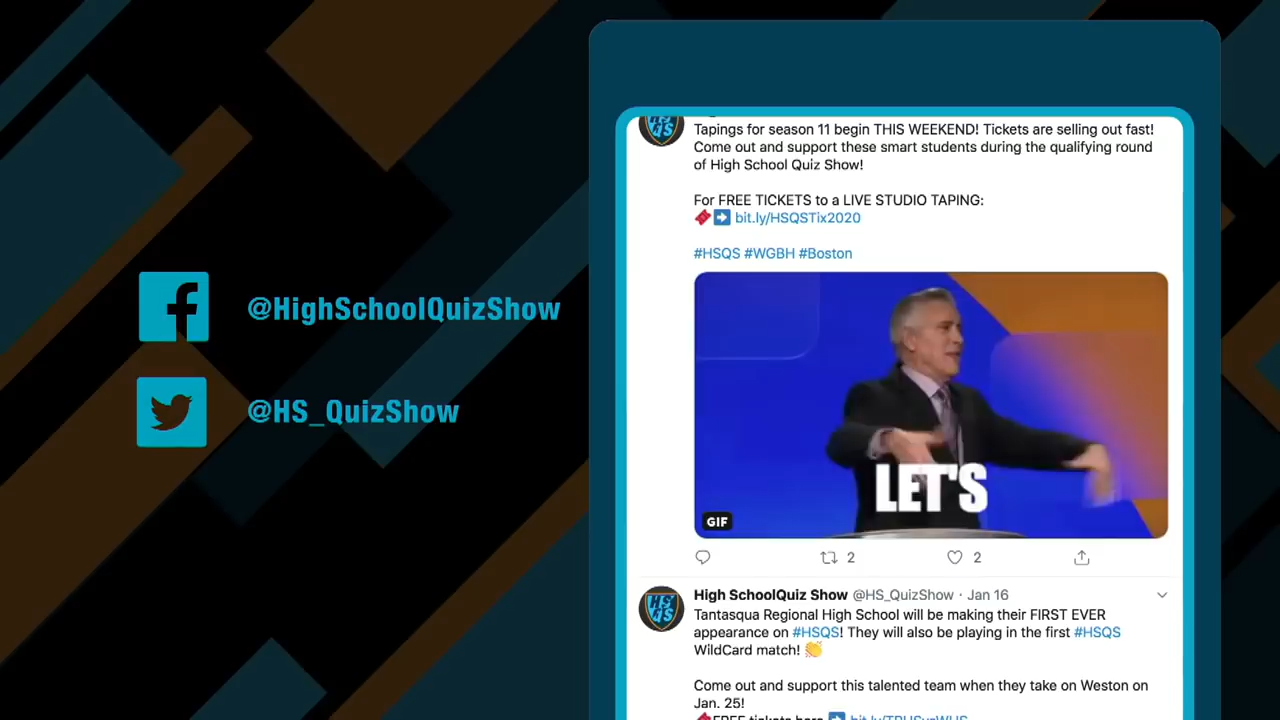 @HighSchoolQuizShow
@HS_QuizShow
Tapings for season 11 begin THIS WEEKEND! Tickets are selling out fast!
Come out and support these smart students during the qualifying round
of High School Quiz Show!
For FREE TICKETS to a LIVE STUDIO TAPING:
bit.ly/HSQSTix2020
#HSQS #WGBH #Boston
LET'S
GIF
2 2
High SchoolQuiz Show @HS_QuizShow · Jan 16
Tantasqua Regional High School will be making their FIRST EVER
appearance on #HSQS! They will also be playing in the first #HSQS
WildCard match! 👏
Come out and support this talented team when they take on Weston on
Jan. 25!
FREE tickets here